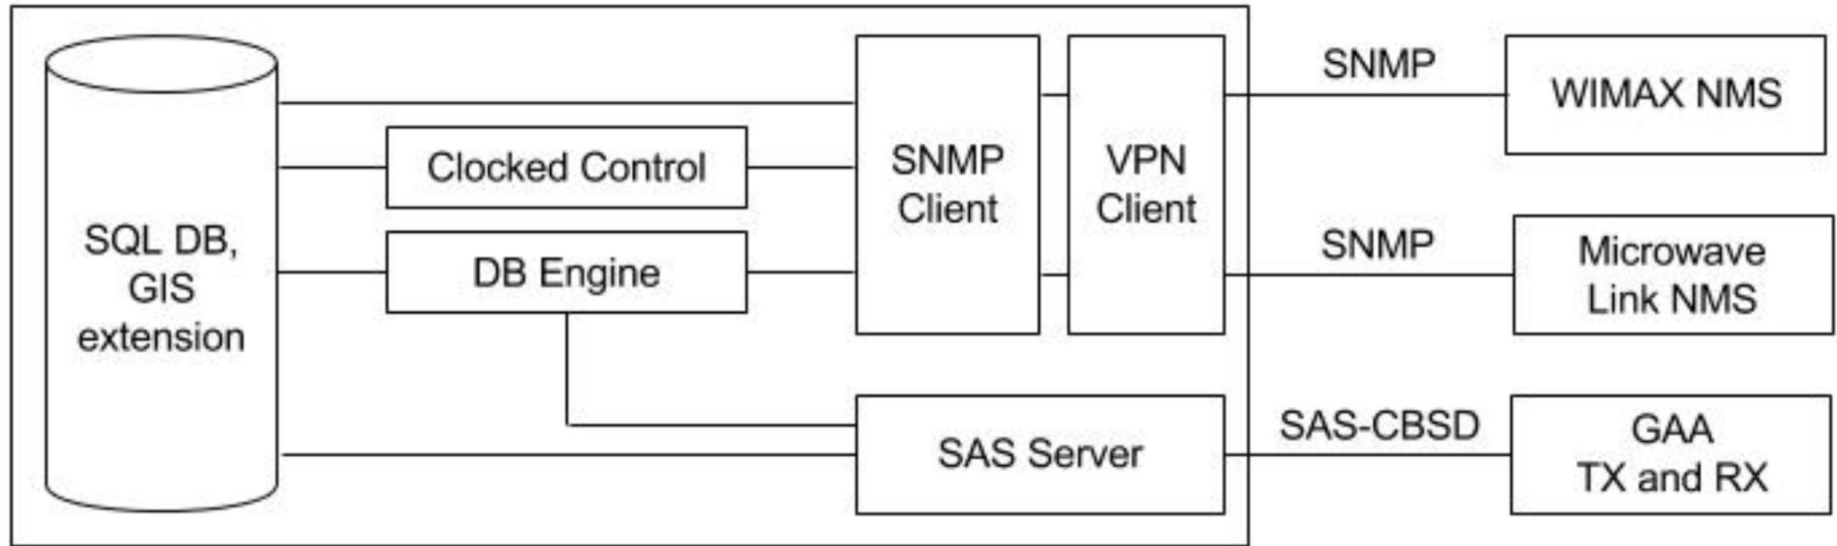 SNMP
WIMAX NMS
Clocked Control
SNMP
Client
VPN
Client
SQL DB,
GIS
extension
DB Engine
SNMP
Microwave
Link NMS
SAS Server
SAS-CBSD
GAA
TX and RX